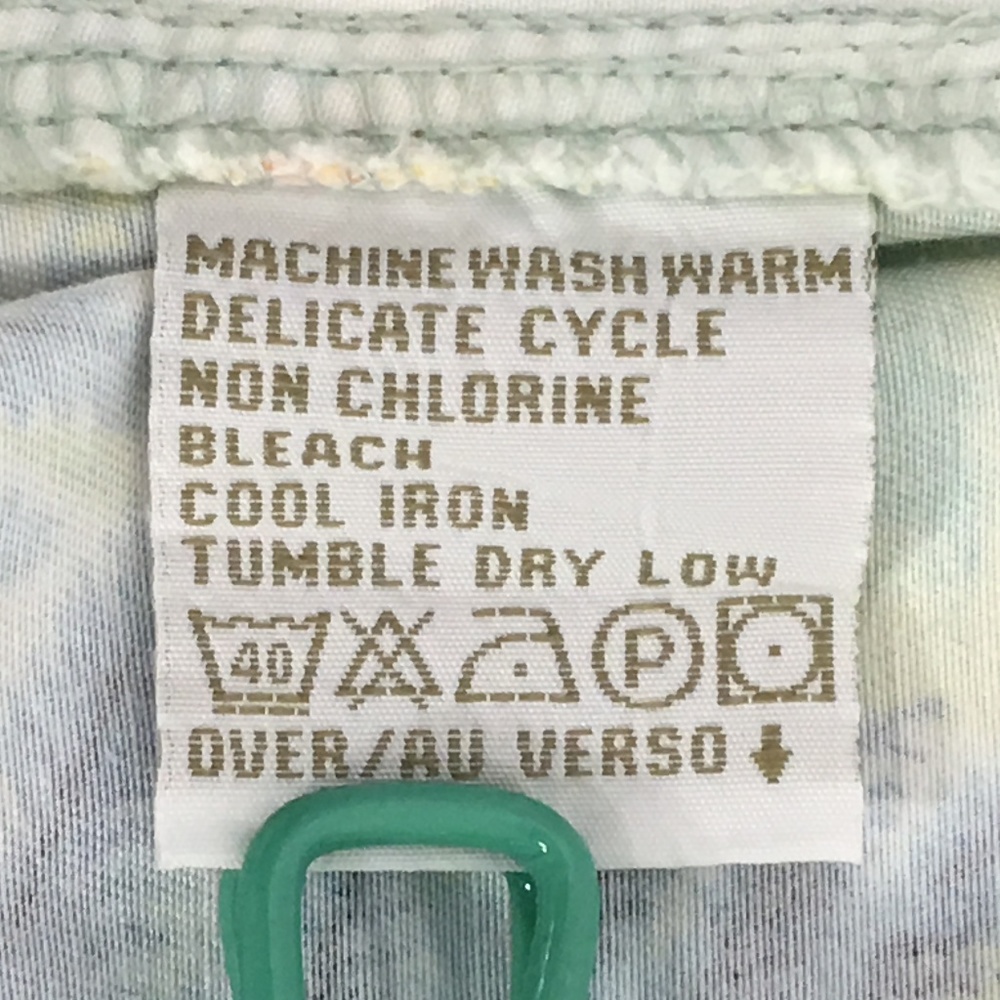 MACHINE WASH WARM
DELICATE CYCLE
NON CHLORINE
BLEACH
COOL IRON
TUMBLE DRY LOW
40 P
OVER/AU VERSO